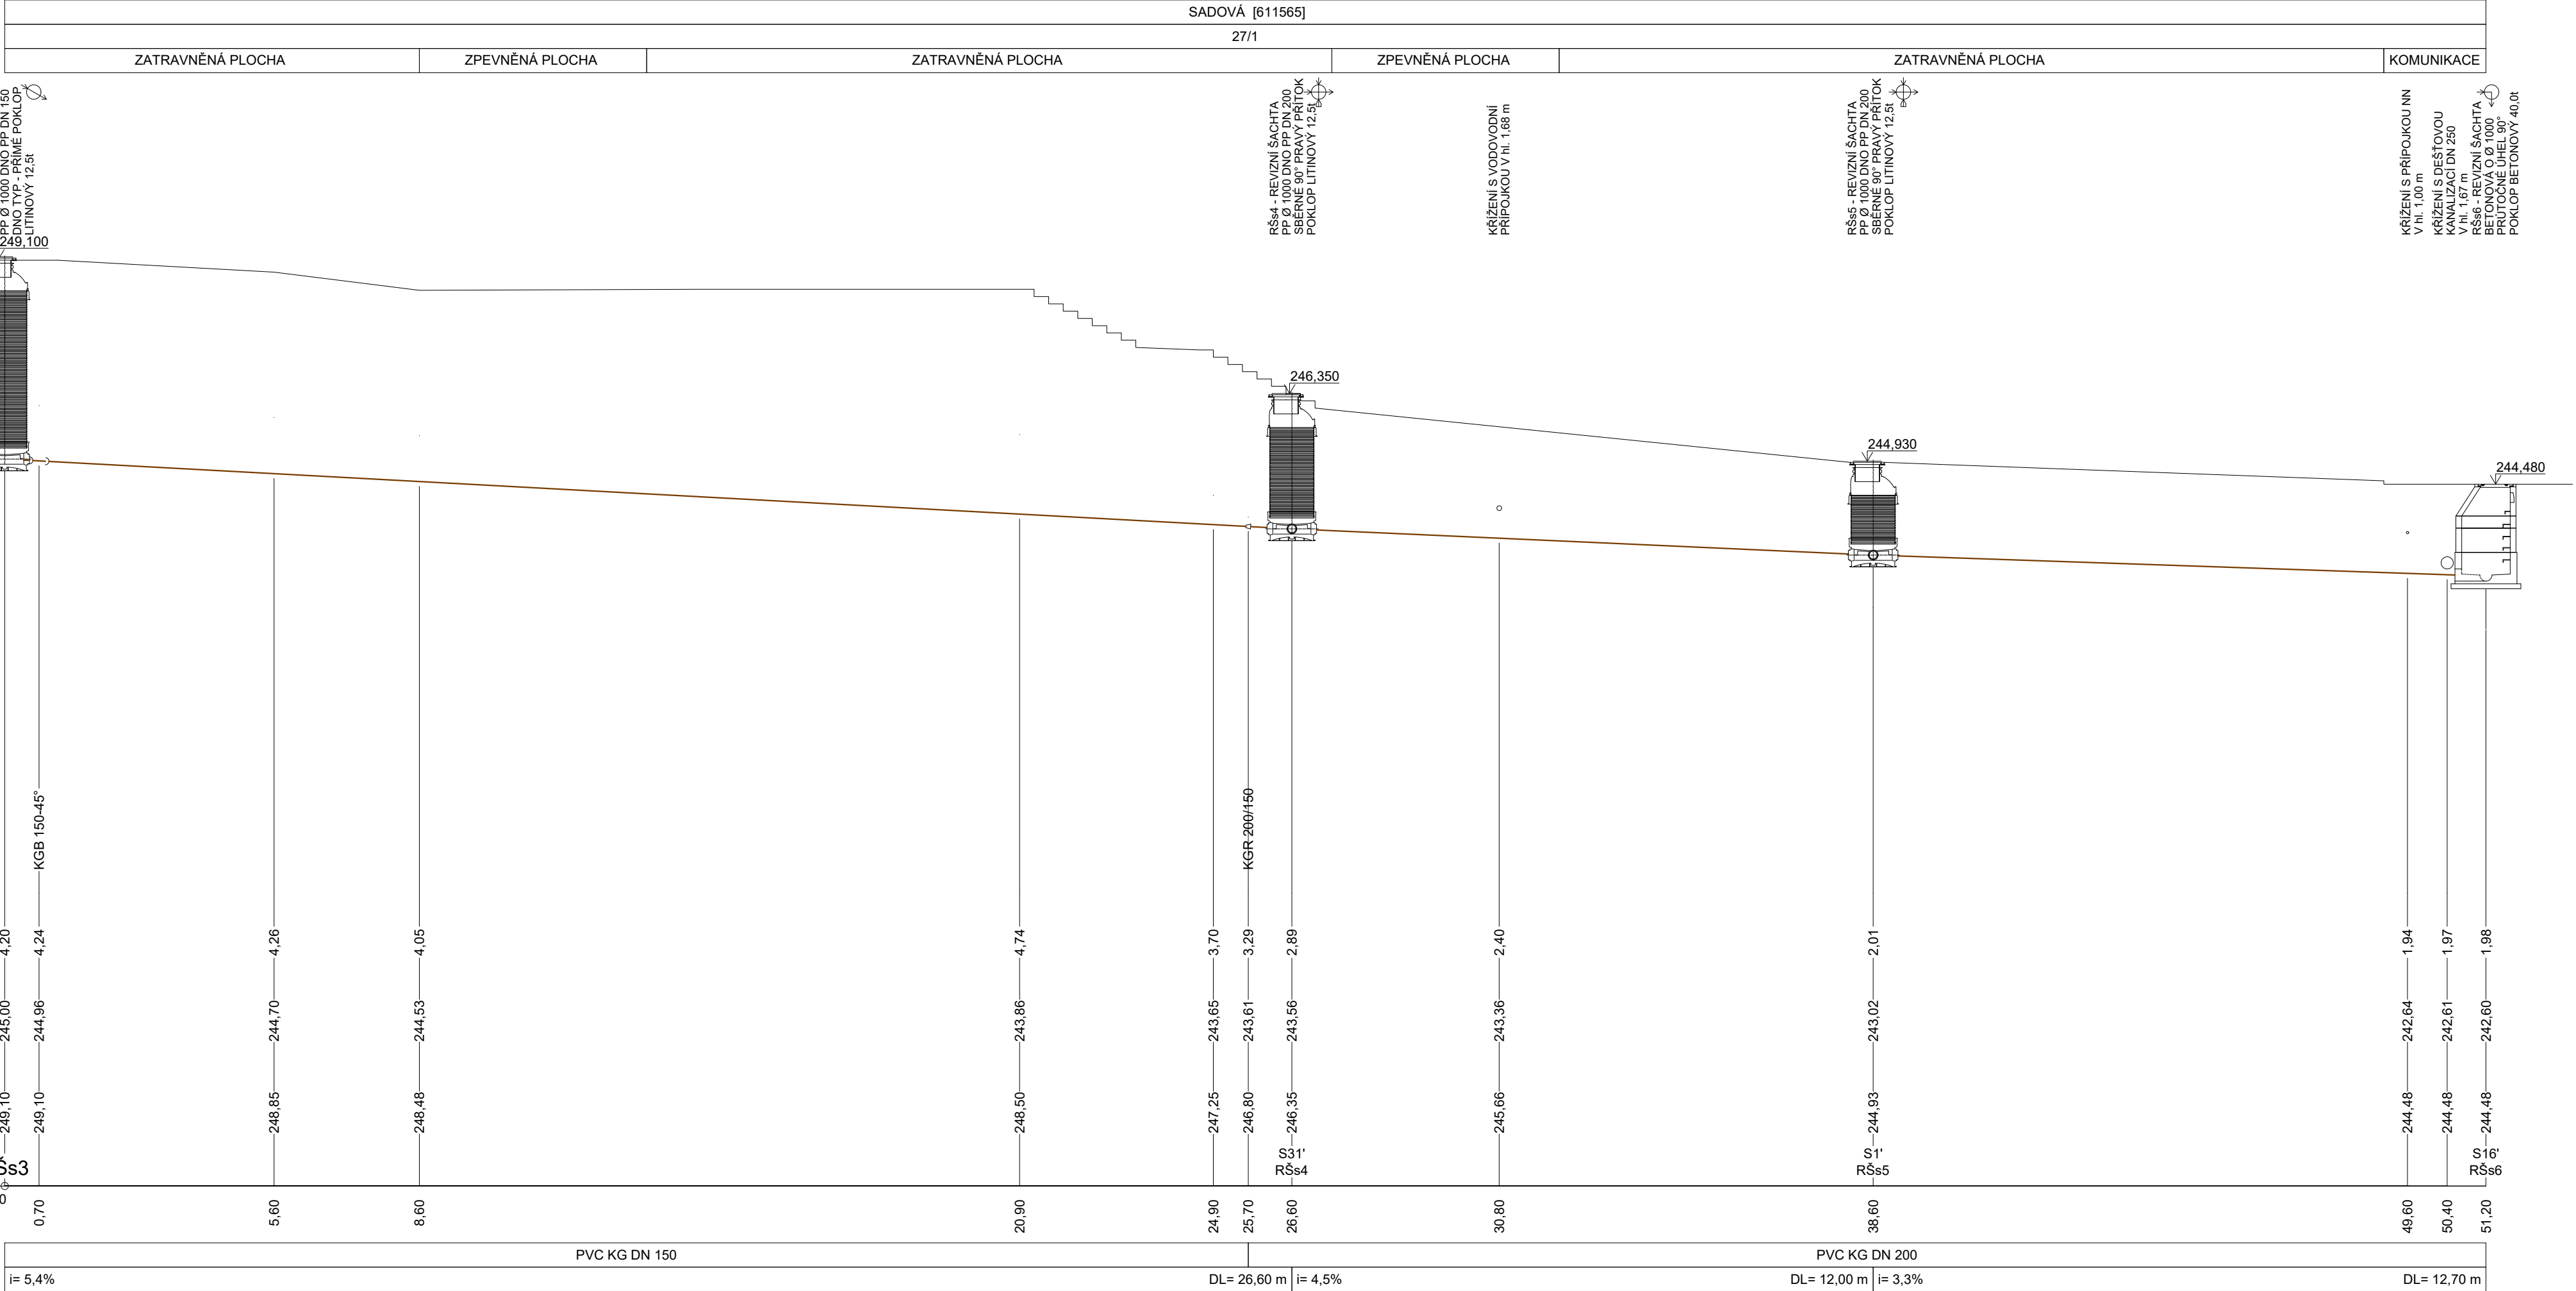 SADOVÁ [611565]
27/1
ZATRAVNĚNÁ PLOCHA
ZPEVNĚNÁ PLOCHA
ZATRAVNĚNÁ PLOCHA
ZPEVNĚNÁ PLOCHA
ZATRAVNĚNÁ PLOCHA
KOMUNIKACE
PP Ø 1000 DNO PP DN 150
DNO TYP - PŘÍMÉ POKLOP
LITINOVÝ 12,5t
RŠs4 - REVIZNÍ ŠACHTA
PP Ø 1000 DNO PP DN 200
SBĚRNÉ 90° PRAVÝ PŘÍTOK
POKLOP LITINOVÝ 12,5t
KŘÍŽENÍ S VODOVODNÍ
PŘÍPOJKOU V hl. 1,68 m
RŠs5 - REVIZNÍ ŠACHTA
PP Ø 1000 DNO PP DN 200
SBĚRNÉ 90° PRAVÝ PŘÍTOK
POKLOP LITINOVÝ 12,5t
KŘÍŽENÍ S PŘÍPOJKOU NN
V hl. 1,00 m
KŘÍŽENÍ S DEŠŤOVOU
KANALIZACÍ DN 250
V hl. 1,67 m
RŠs6 - REVIZNÍ ŠACHTA
BETONOVÁ O Ø 1000
PRŮTOČNÉ ÚHEL 90°
POKLOP BETONOVÝ 40,0t
249,100
246,350
244,930
244,480
KGB 150-45°
KGR 200/150
4,20
4,24
4,26
4,05
4,74
3,70
3,29
2,89
2,40
2,01
1,94
1,97
1,98
245,00
244,96
244,70
244,53
243,86
243,65
243,61
243,56
243,36
243,02
242,64
242,61
242,60
249,10
249,10
248,85
248,48
248,50
247,25
246,80
246,35
245,66
244,93
244,48
244,48
244,48
Šs3
S31'
RŠs4
S1'
RŠs5
S16'
RŠs6
0
0,70
5,60
8,60
20,90
24,90
25,70
26,60
30,80
38,60
49,60
50,40
51,20
PVC KG DN 150
PVC KG DN 200
i= 5,4%
DL= 26,60 m
i= 4,5%
DL= 12,00 m
i= 3,3%
DL= 12,70 m